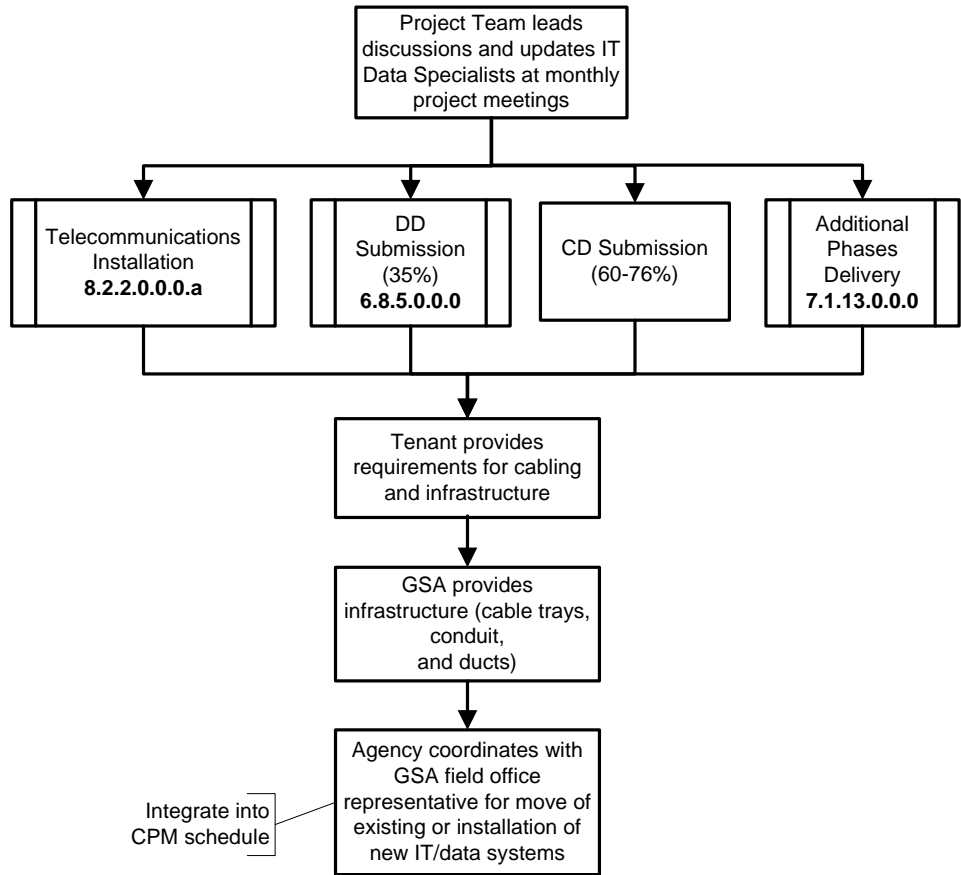 Project Team leads
discussions and updates IT
Data Specialists at monthly
project meetings
Telecommunications
Installation
8.2.2.0.0.0.a
DD
Submission
(35%)
6.8.5.0.0.0
CD Submission
(60-76%)
Additional
Phases
Delivery
7.1.13.0.0.0
Tenant provides
requirements for cabling
and infrastructure
GSA provides
infrastructure (cable trays,
conduit,
and ducts)
Agency coordinates with
GSA field office
representative for move of
existing or installation of
new IT/data systems
Integrate into
CPM schedule